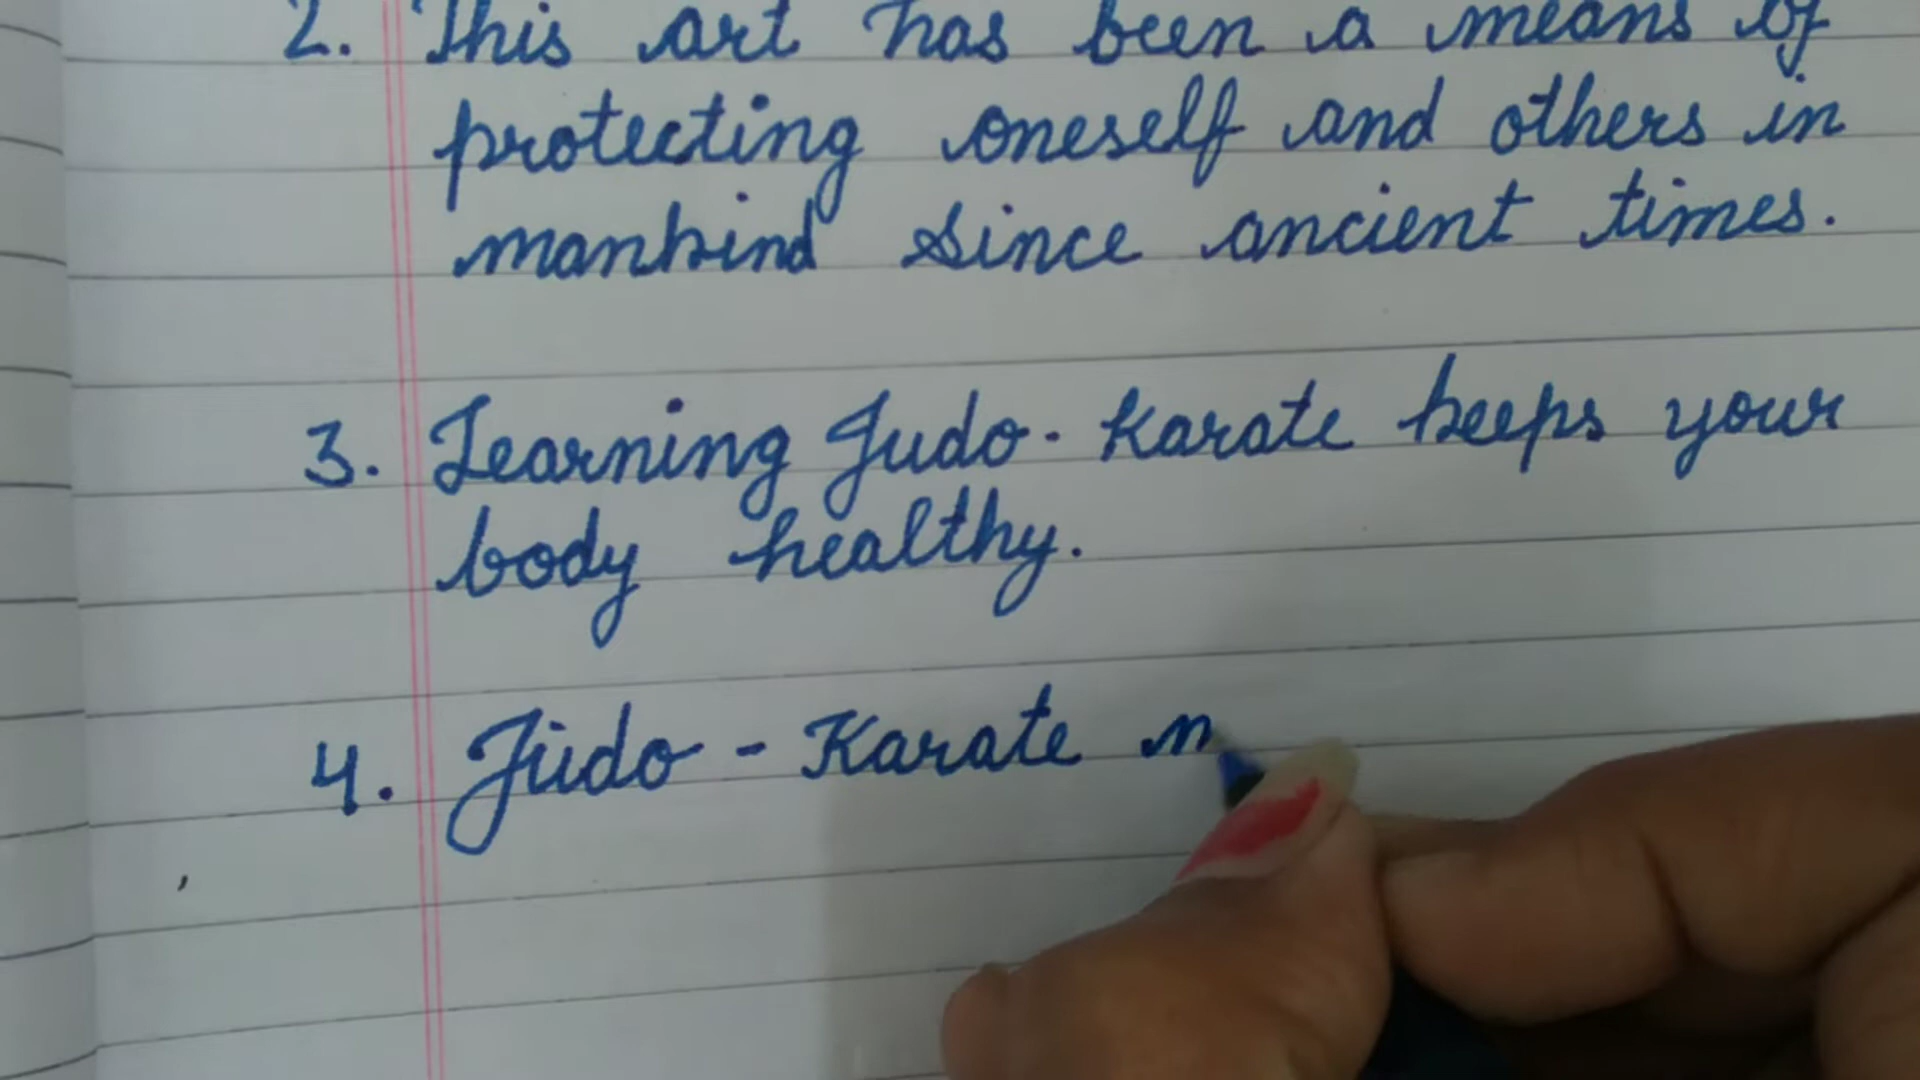 2. This art has been a means of
protecting oneself and others in
mankind since ancient times.
3. Learning Judo-Karate keeps your
body healthy.
4. Judo - Karate m